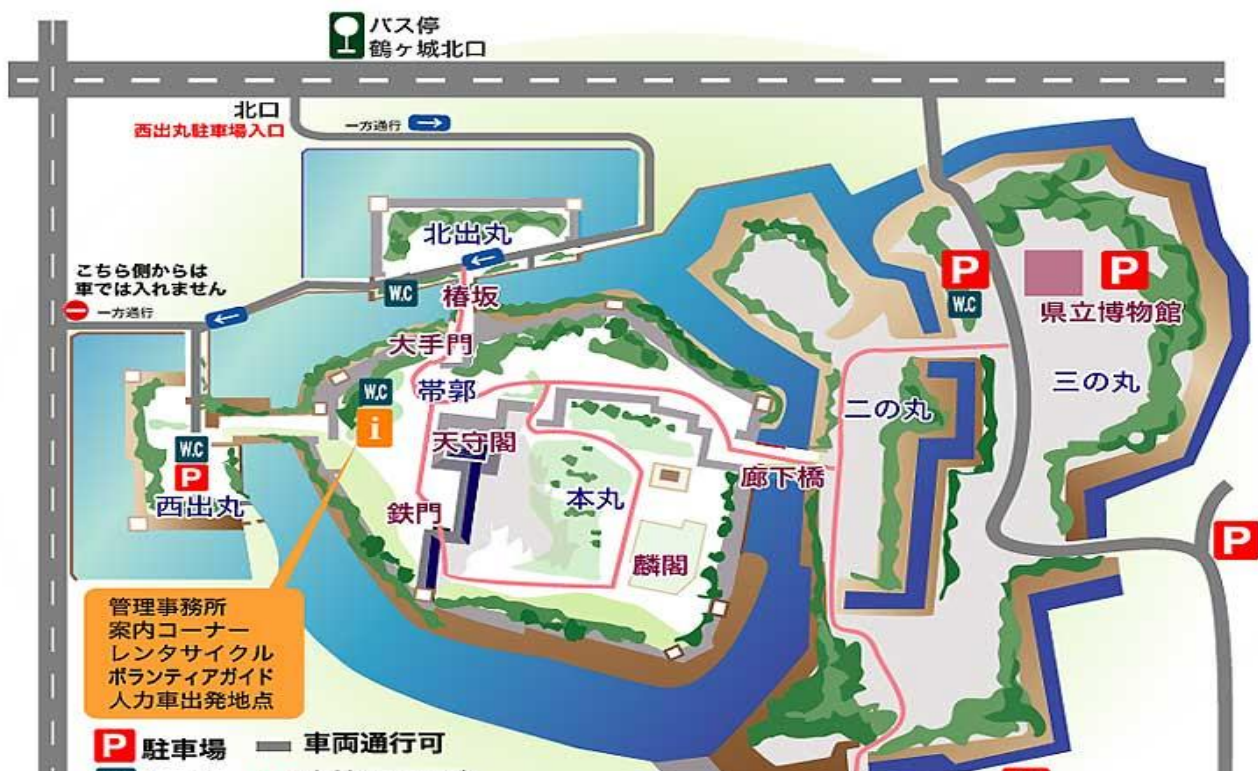 バス停
鶴ヶ城北口
北口
西出丸駐車場入口
一方通行
北出丸
こちら側からは
車では入れません
一方通行
W.C
椿坂
大手門
P
W.C
P
県立博物館
W.C
i
帯郭
三の丸
二の丸
天守閣
W.C
P
西出丸
廊下橋
本丸
鉄門
P
麟閣
管理事務所
案内コーナー
レンタサイクル
ボランティアガイド
人力車出発地点
P 駐車場
車両通行可